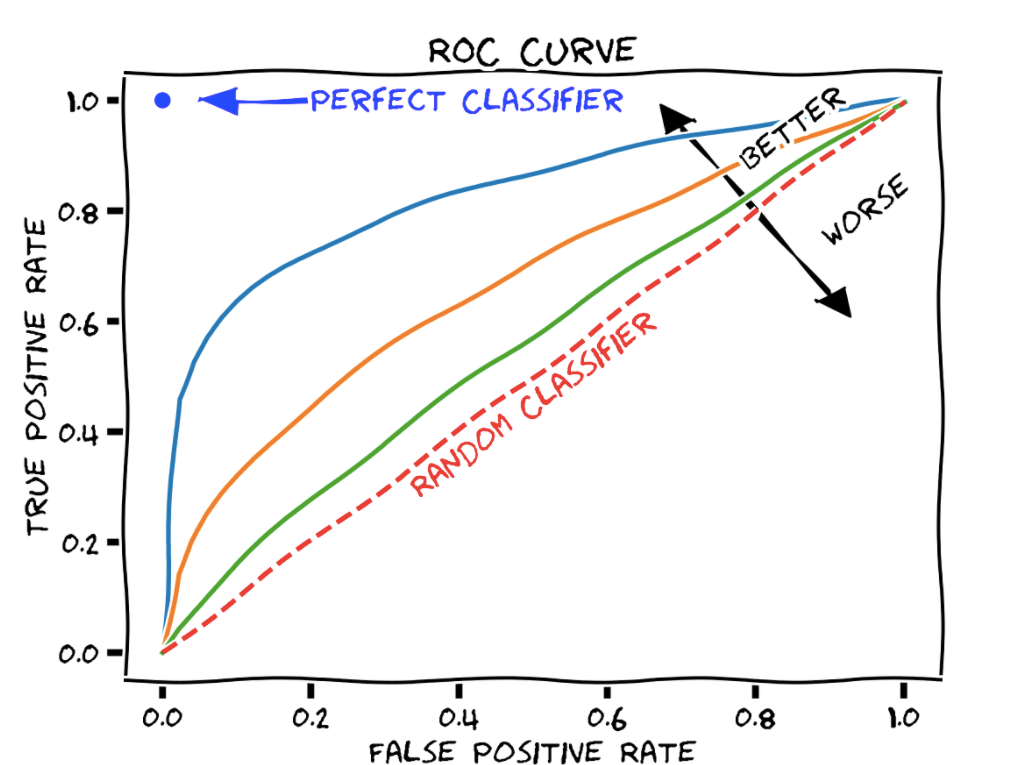 ROC CURVE
PERFECT CLASSIFIER
BETTER
WORSE
RANDOM CLASSIFIER
TRUE POSITIVE RATE
1.0
0.8
0.6
0.4
0.2
0.0
0.0 0.2 0.4 0.6 0.8 1.0
FALSE POSITIVE RATE